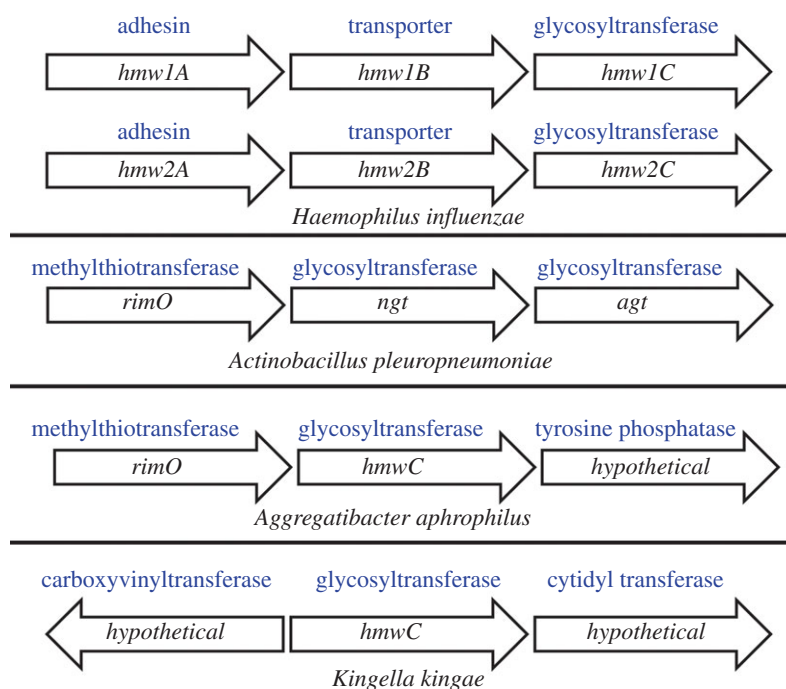 adhesin transporter glycosyltransferase
hmw1A hmw1B hmw1C
adhesin transporter glycosyltransferase
hmw2A hmw2B hmw2C
Haemophilus influenzae
methylthiotransferase glycosyltransferase glycosyltransferase
rimO ngt agt
Actinobacillus pleuropneumoniae
methylthiotransferase glycosyltransferase tyrosine phosphatase
rimO hmwC hypothetical
Aggregatibacter aphrophilus
carboxyvinyltransferase glycosyltransferase cytidyl transferase
hypothetical hmwC hypothetical
Kingella kingae